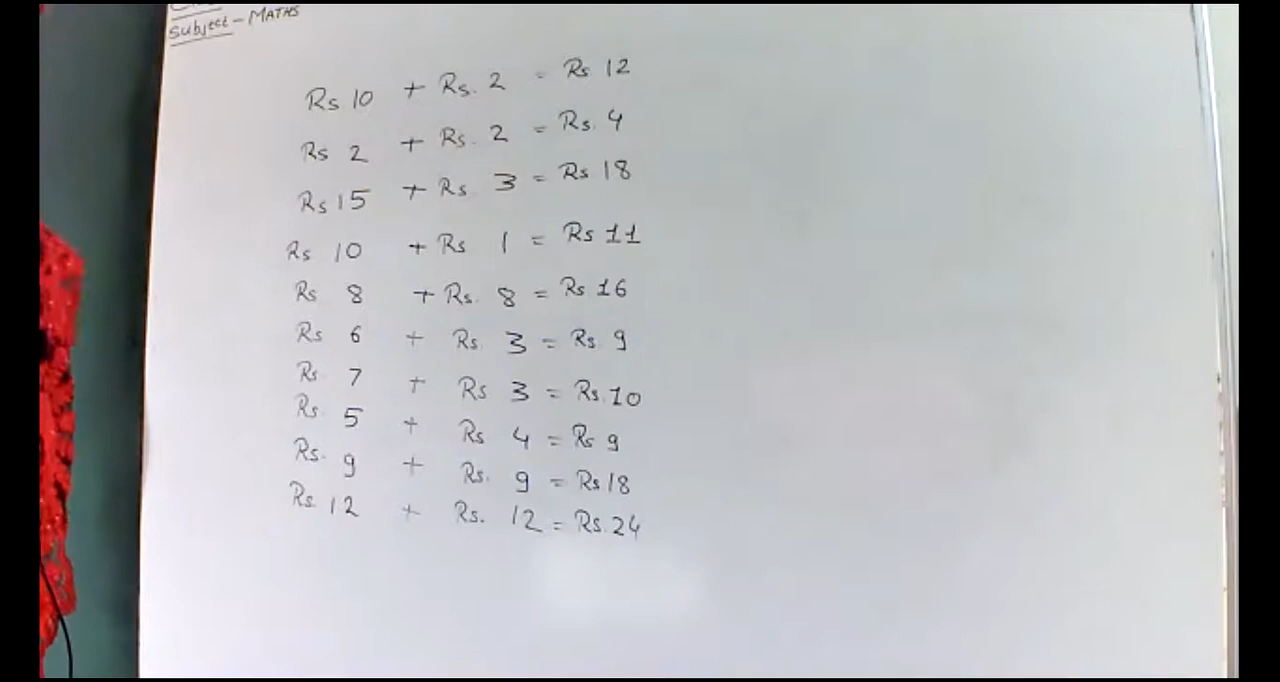 Subject - MATHS
Rs 10 + Rs. 2 = Rs 12
Rs 2 + Rs. 2 = Rs. 4
Rs 15 + Rs 3 = Rs 18
Rs 10 + Rs 1 = Rs 11
Rs 8 + Rs. 8 = Rs 16
Rs 6 + Rs 3 = Rs 9
Rs 7 + Rs 3 = Rs. 10
Rs. 5 + Rs 4 = Rs 9
Rs. 9 + Rs. 9 = Rs 18
Rs. 12 + Rs. 12 = Rs. 24